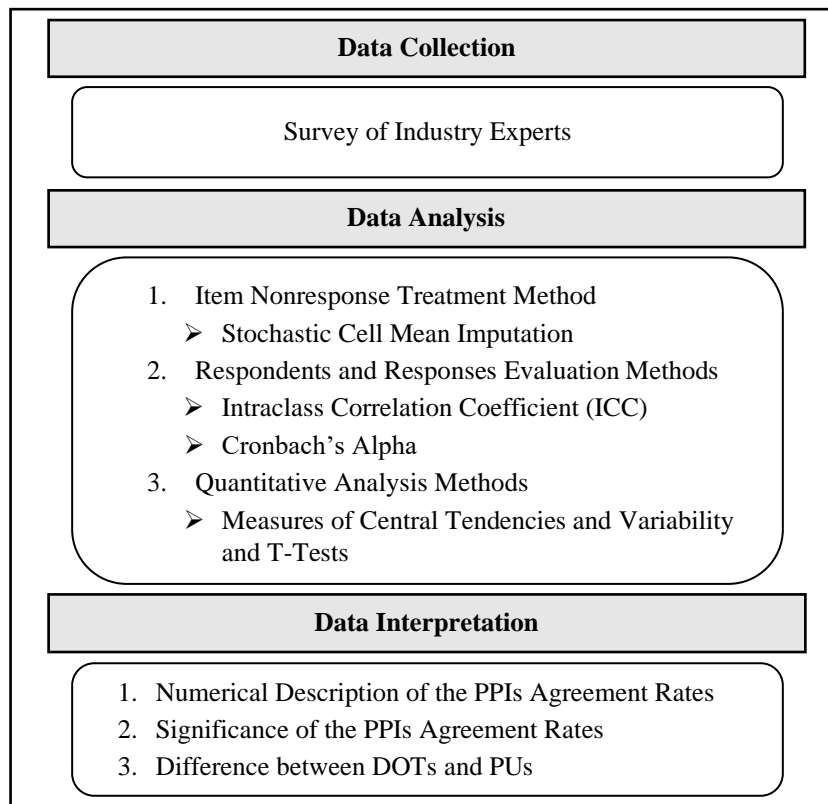 Data Collection
Survey of Industry Experts
Data Analysis
1. Item Nonresponse Treatment Method
➢ Stochastic Cell Mean Imputation
2. Respondents and Responses Evaluation Methods
➢ Intraclass Correlation Coefficient (ICC)
➢ Cronbach’s Alpha
3. Quantitative Analysis Methods
➢ Measures of Central Tendencies and Variability
and T-Tests
Data Interpretation
1. Numerical Description of the PPIs Agreement Rates
2. Significance of the PPIs Agreement Rates
3. Difference between DOTs and PUs